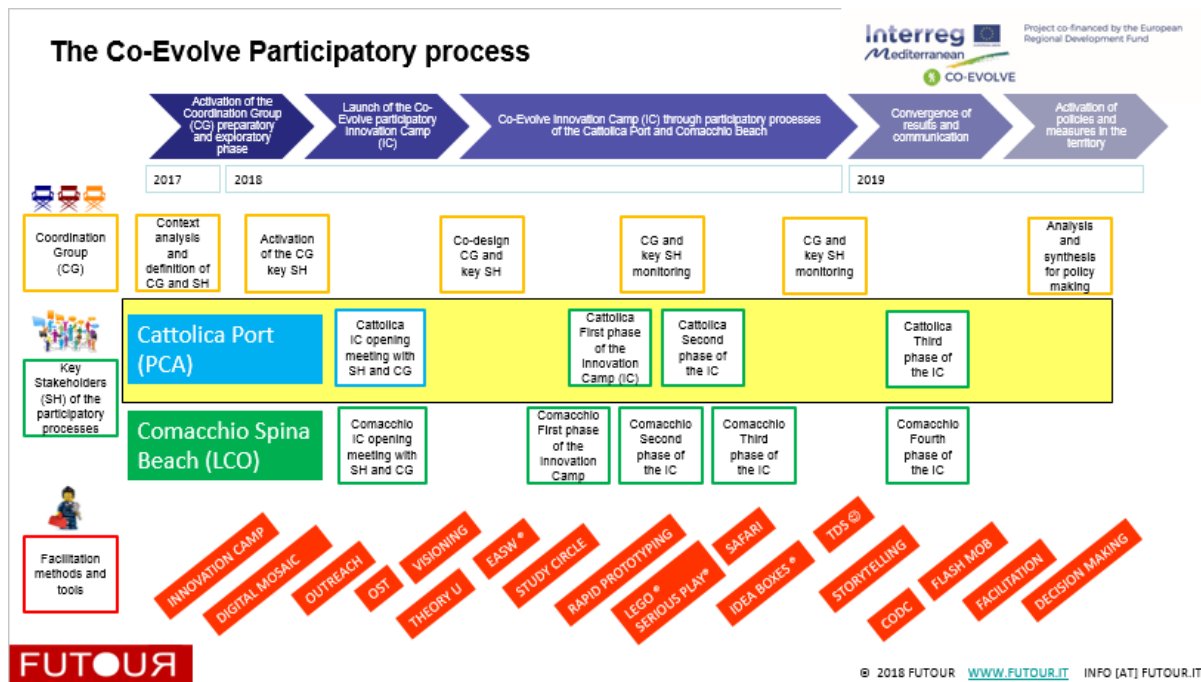 The Co-Evolve Participatory process
Interreg
Mediterranean
CO-EVOLVE
Project co-financed by the European
Regional Development Fund
Activation of the
Coordination Group
(CG) preparatory
and exploratory
phase
Launch of the Co-
Evolve participatory
Innovation Camp
(IC)
Co-Evolve Innovation Camp (IC) through participatory processes
of the Cattolica Port and Comacchio Beach
Convergence of
results and
communication
Activation of
policies and
measures in the
territory
2017
2018
2019
Coordination
Group
(CG)
Context
analysis
and
definition of
CG and SH
Activation
of the CG
key SH
Co-design
CG and
key SH
CG and
key SH
monitoring
CG and
key SH
monitoring
Analysis
and
synthesis
for policy
making
Key
Stakeholders
(SH) of the
participatory
processes
Cattolica Port
(PCA)
Cattolica
IC opening
meeting with
SH and CG
Cattolica
First phase
of the
Innovation
Camp (IC)
Cattolica
Second
phase of
the IC
Cattolica
Third
phase of
the IC
Comacchio Spina
Beach (LCO)
Comacchio
IC opening
meeting with
SH and CG
Comacchio
First phase
of the
Innovation
Camp
Comacchio
Second
phase of
the IC
Comacchio
Third
phase of
the IC
Comacchio
Fourth
phase of
the IC
Facilitation
methods and
tools
INNOVATION CAMP
DIGITAL MOSAIC
OUTREACH
OST
VISIONING
THEORY U
EASW ®
STUDY CIRCLE
RAPID PROTOTYPING
LEGO ®
SERIOUS PLAY®
SAFARI
IDEA BOXES ®
TDS ☺
STORYTELLING
CODC
FLASH MOB
FACILITATION
DECISION MAKING
FUTOUR
© 2018 FUTOUR WWW.FUTOUR.IT INFO [AT] FUTOUR.IT